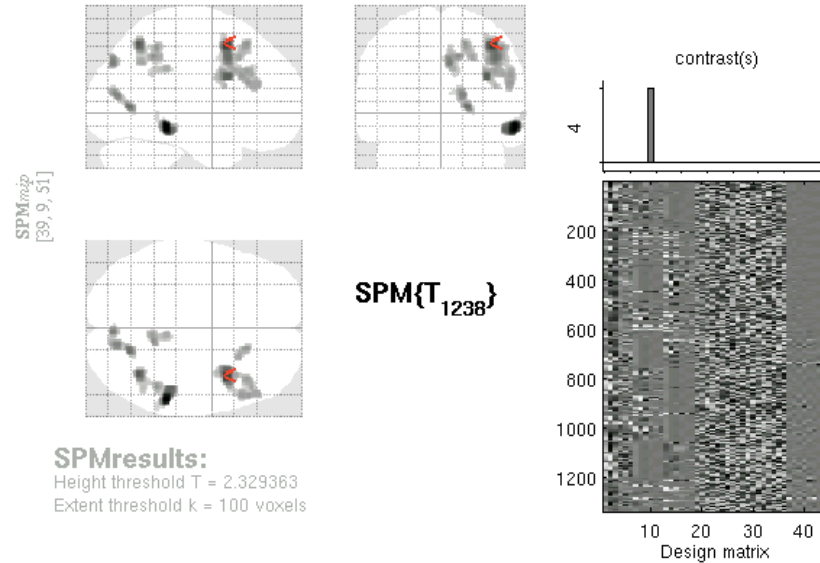 SPMmip
[39, 9, 51]
SPM{T1238}
SPMresults:
Height threshold T = 2.329363
Extent threshold k = 100 voxels
contrast(s)
4
200
400
600
800
1000
1200
10 20 30 40
Design matrix